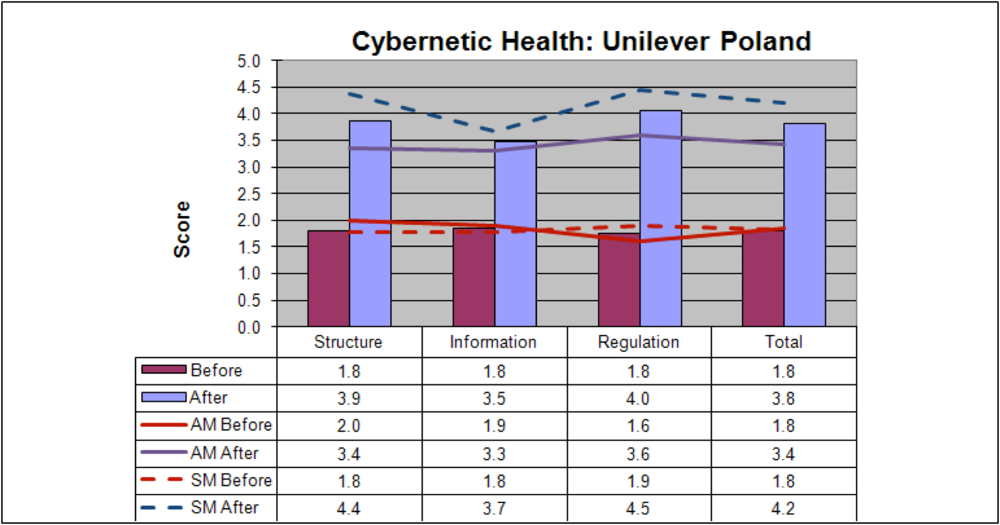 Cybernetic Health: Unilever Poland
5.0
4.5
4.0
3.5
3.0
2.5
2.0
1.5
1.0
0.5
0.0
Score
Structure Information Regulation Total
Before 1.8 1.8 1.8 1.8
After 3.9 3.5 4.0 3.8
AM Before 2.0 1.9 1.6 1.8
AM After 3.4 3.3 3.6 3.4
SM Before 1.8 1.8 1.9 1.8
SM After 4.4 3.7 4.5 4.2